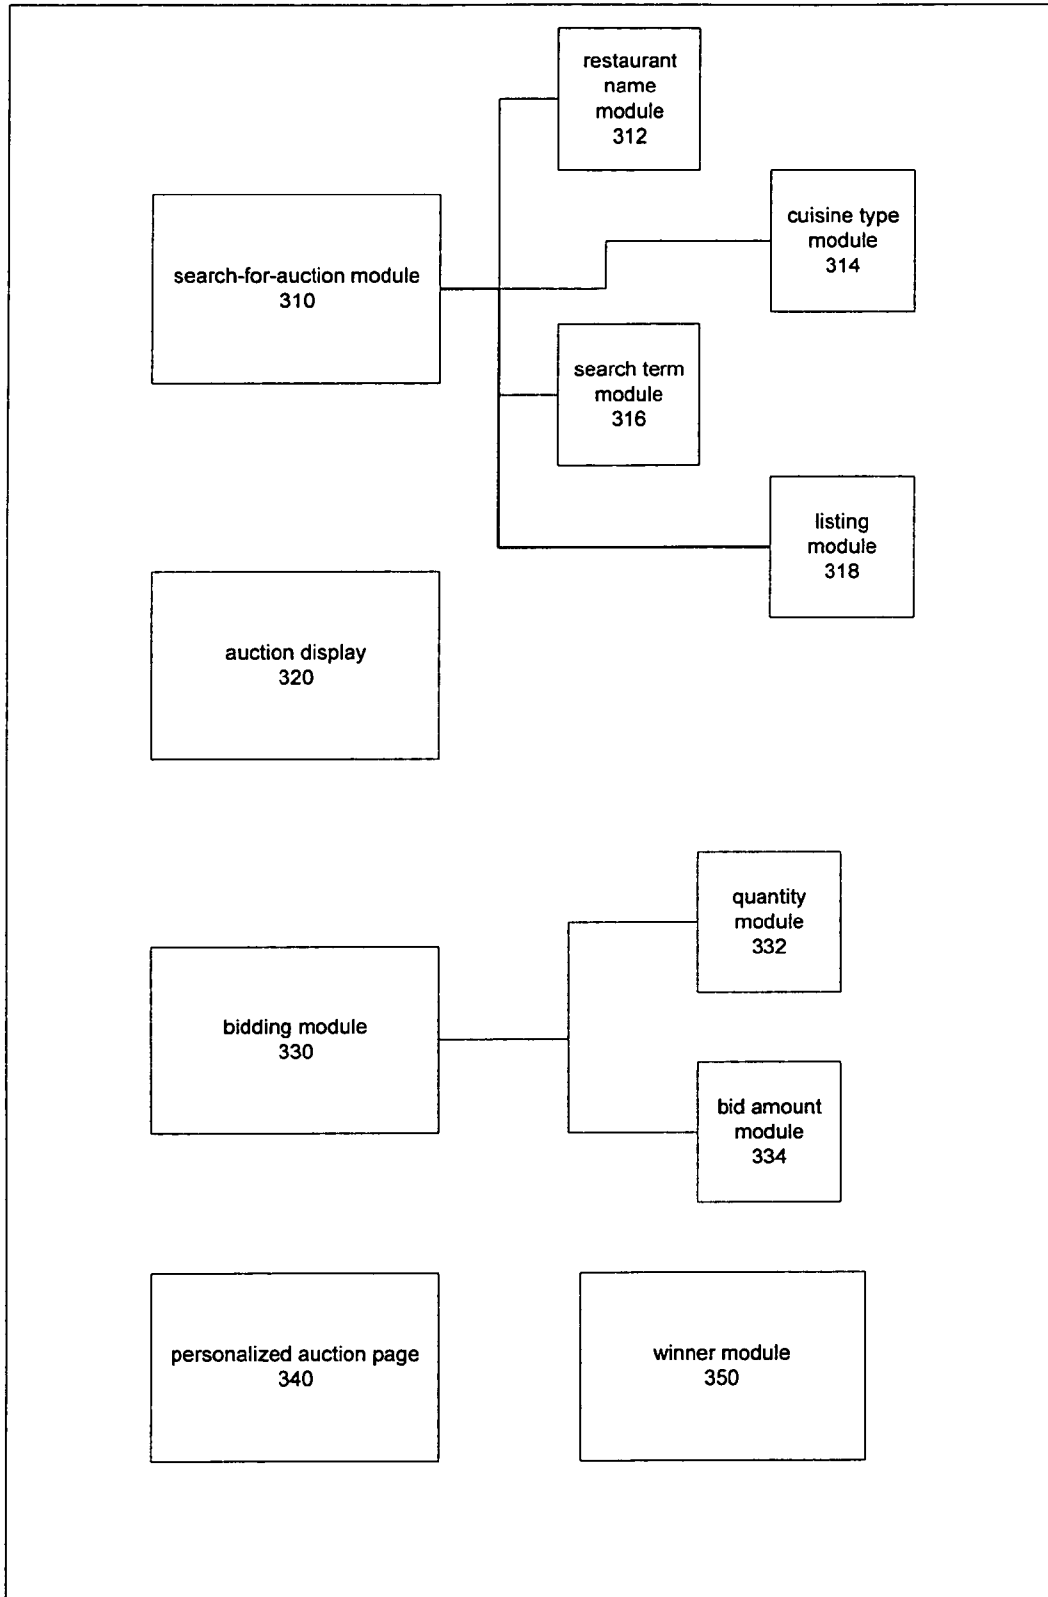 restaurant
name
module
312
cuisine type
module
314
search-for-auction module
310
search term
module
316
listing
module
318
auction display
320
quantity
module
332
bidding module
330
bid amount
module
334
personalized auction page
340
winner module
350